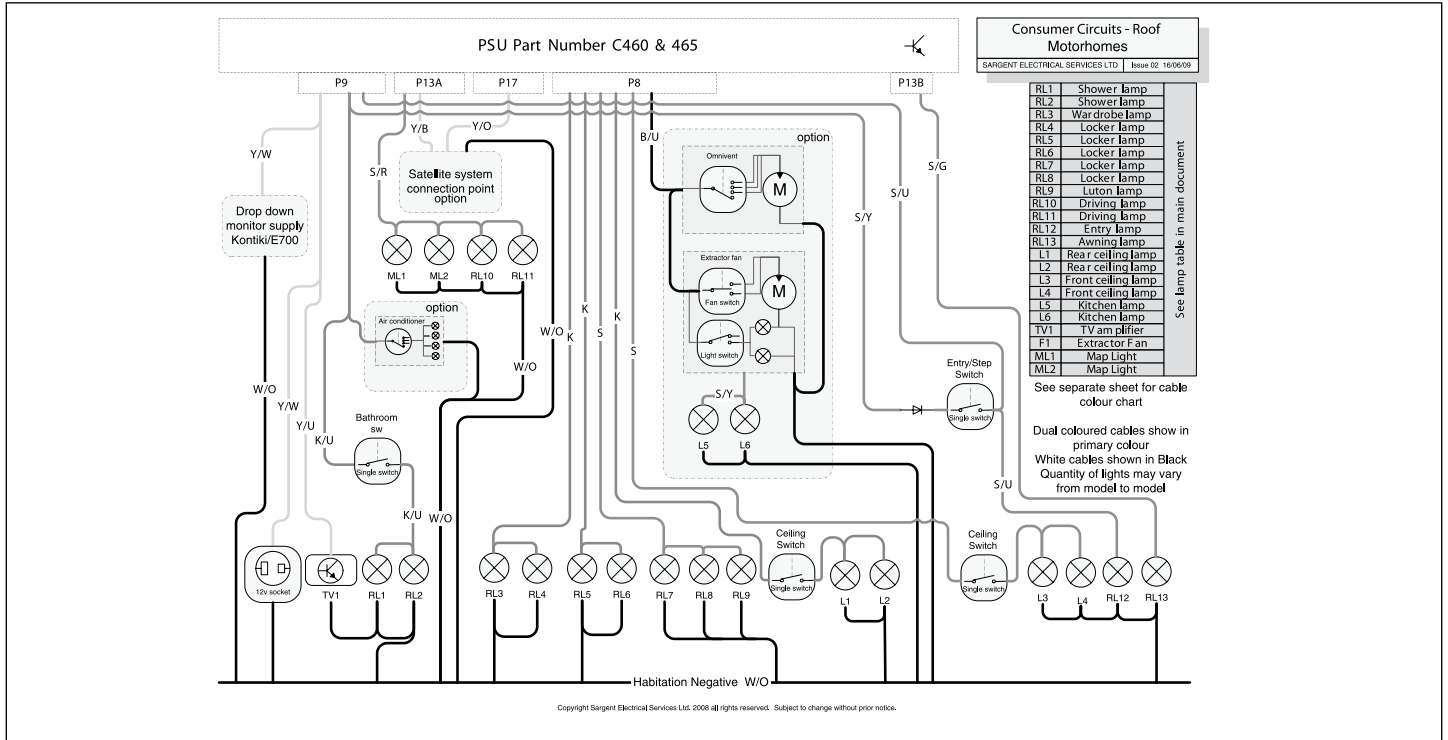 PSU Part Number C460 & 465
Consumer Circuits - Roof
Motorhomes
SARGENT ELECTRICAL SERVICES LTD Issue 02 16/06/09
P9 P13A P17 P8 P13B
RL1 Shower lamp
RL2 Shower lamp
RL3 Wardrobe lamp
RL4 Locker lamp
RL5 Locker lamp
RL6 Locker lamp
RL7 Locker lamp
RL8 Locker lamp
RL9 Luton lamp
RL10 Driving lamp
RL11 Driving lamp
RL12 Entry lamp
RL13 Awning lamp
L1 Rear ceiling lamp
L2 Rear ceiling lamp
L3 Front ceiling lamp
L4 Front ceiling lamp
L5 Kitchen lamp
L6 Kitchen lamp
TV1 TV am plifier
F1 Extractor Fan
ML1 Map Light
ML2 Map Light
See lamp table in main document
See separate sheet for cable
colour chart
Dual coloured cables show in
primary colour
White cables shown in Black
Quantity of lights may vary
from model to model
Y/W
Y/B
Y/O
B/U
S/R
S/G
S/U
S/Y
Satellite system
connection point
option
Drop down
monitor supply
Kontiki/E700
option
Omnivent
M
Extractor fan
M
Fan switch
Light switch
S/Y
L5 L6
ML1 ML2 RL10 RL11
option
Air conditioner
W/O
W/O
K
K
S
K
S
W/O
W/O
Y/W
Y/U
K/U
Bathroom
sw
Single switch
K/U
W/O
Entry/Step
Switch
Single switch
S/U
12v socket
TV1 RL1 RL2
RL3 RL4 RL5 RL6 RL7 RL8 RL9
Ceiling
Switch
Single switch
L1 L2
Ceiling
Switch
Single switch
L3 L4 RL12 RL13
Habitation Negative W/O
Copyright Sargent Electrical Services Ltd. 2008 all rights reserved. Subject to change without prior notice.